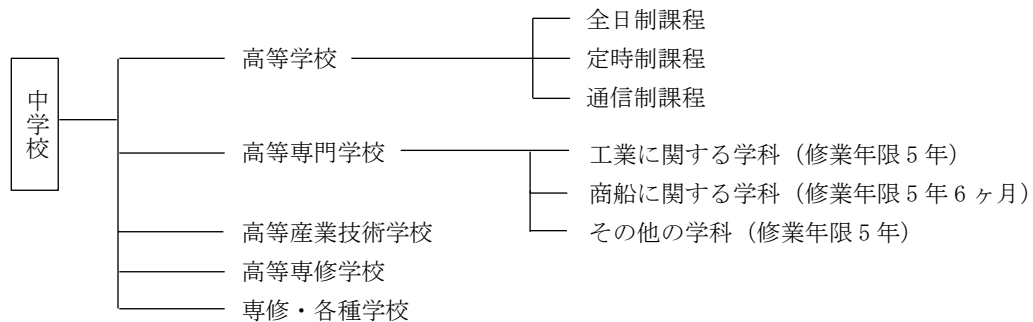 中学校
高等学校
全日制課程
定時制課程
通信制課程
高等専門学校
工業に関する学科（修業年限５年）
商船に関する学科（修業年限５年６ヶ月）
その他の学科（修業年限５年）
高等産業技術学校
高等専修学校
専修・各種学校